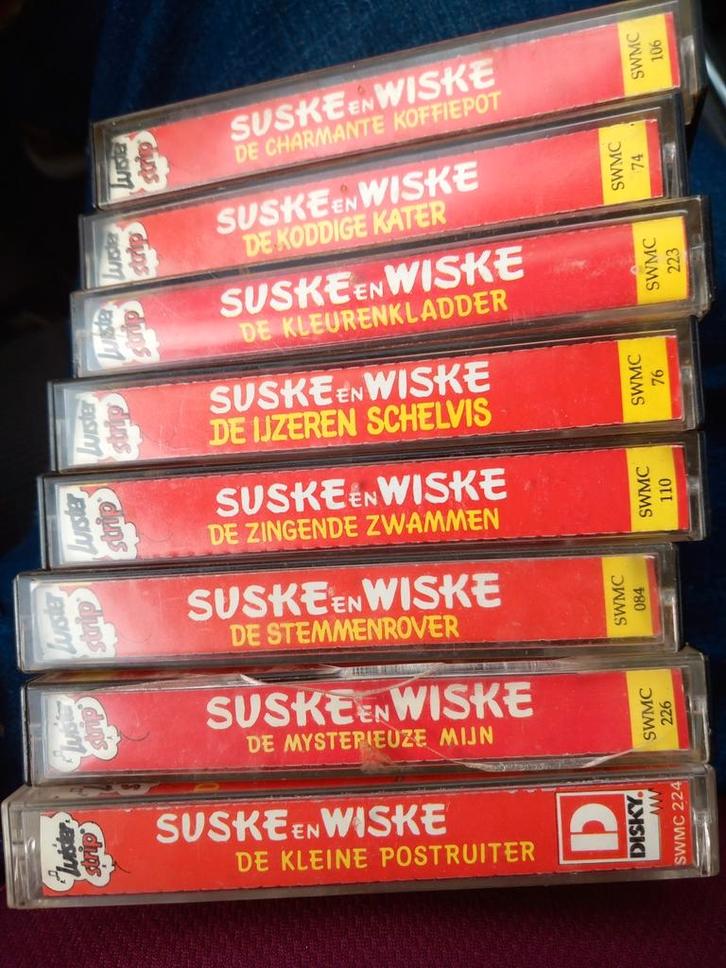 Luister strip
SUSKE EN WISKE
DE CHARMANTE KOFFIEPOT
SWMC
106
Luister strip
SUSKE EN WISKE
DE KODDIGE KATER
SWMC
74
Luister strip
SUSKE EN WISKE
DE KLEURENKLADDER
SWMC
223
Luister strip
SUSKE EN WISKE
DE IJZEREN SCHELVIS
SWMC
76
Luister strip
SUSKE EN WISKE
DE ZINGENDE ZWAMMEN
SWMC
110
Luister strip
SUSKE EN WISKE
DE STEMMENROVER
SWMC
084
Luister strip
SUSKE EN WISKE
DE MYSTERIEUZE MIJN
SWMC
226
Luister strip
SUSKE EN WISKE
DE KLEINE POSTRUITER
D
DISKY
SWMC 224